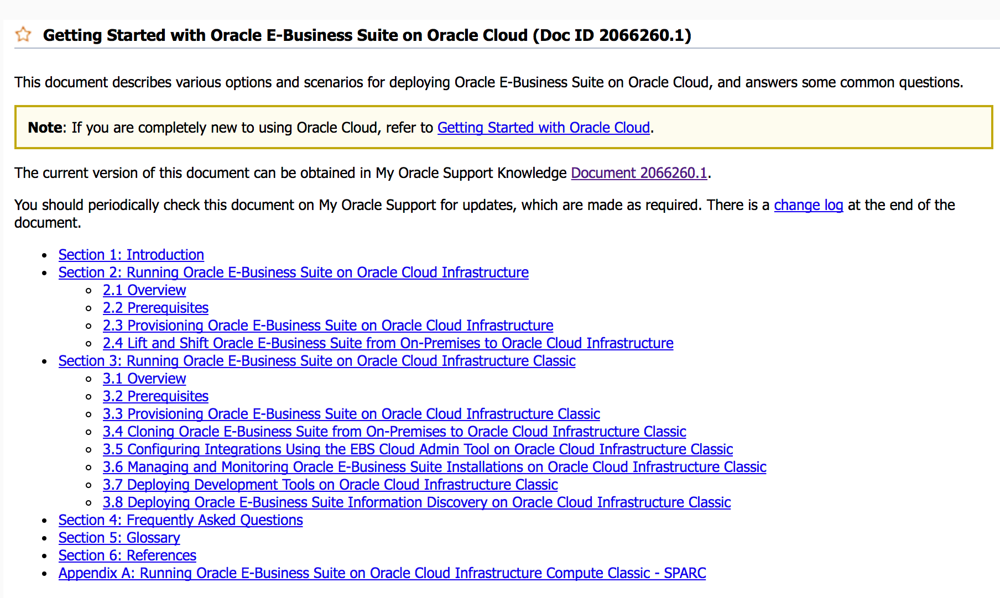 Getting Started with Oracle E-Business Suite on Oracle Cloud (Doc ID 2066260.1)
This document describes various options and scenarios for deploying Oracle E-Business Suite on Oracle Cloud, and answers some common questions.
Note: If you are completely new to using Oracle Cloud, refer to Getting Started with Oracle Cloud.
The current version of this document can be obtained in My Oracle Support Knowledge Document 2066260.1.
You should periodically check this document on My Oracle Support for updates, which are made as required. There is a change log at the end of the
document.
Section 1: Introduction
Section 2: Running Oracle E-Business Suite on Oracle Cloud Infrastructure
2.1 Overview
2.2 Prerequisites
2.3 Provisioning Oracle E-Business Suite on Oracle Cloud Infrastructure
2.4 Lift and Shift Oracle E-Business Suite from On-Premises to Oracle Cloud Infrastructure
Section 3: Running Oracle E-Business Suite on Oracle Cloud Infrastructure Classic
3.1 Overview
3.2 Prerequisites
3.3 Provisioning Oracle E-Business Suite on Oracle Cloud Infrastructure Classic
3.4 Cloning Oracle E-Business Suite from On-Premises to Oracle Cloud Infrastructure Classic
3.5 Configuring Integrations Using the EBS Cloud Admin Tool on Oracle Cloud Infrastructure Classic
3.6 Managing and Monitoring Oracle E-Business Suite Installations on Oracle Cloud Infrastructure Classic
3.7 Deploying Development Tools on Oracle Cloud Infrastructure Classic
3.8 Deploying Oracle E-Business Suite Information Discovery on Oracle Cloud Infrastructure Classic
Section 4: Frequently Asked Questions
Section 5: Glossary
Section 6: References
Appendix A: Running Oracle E-Business Suite on Oracle Cloud Infrastructure Compute Classic - SPARC